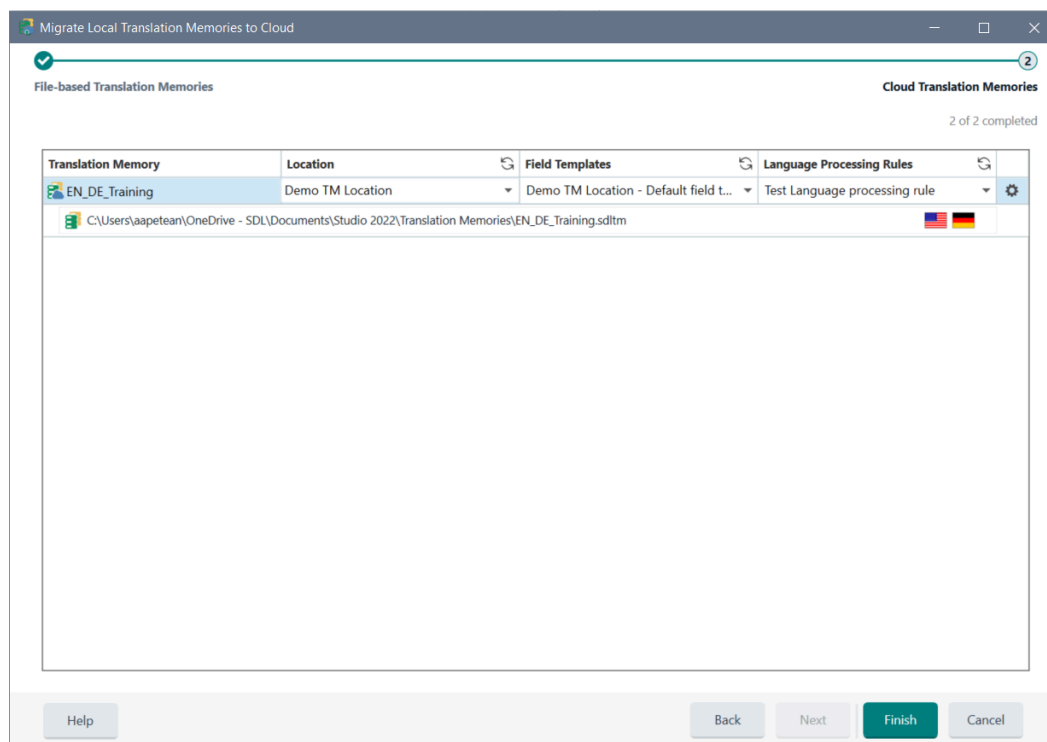 Migrate Local Translation Memories to Cloud
2
File-based Translation Memories
Cloud Translation Memories
2 of 2 completed
Translation Memory
Location
Field Templates
Language Processing Rules
EN_DE_Training
Demo TM Location
Demo TM Location - Default field t...
Test Language processing rule
C:\Users\aapetean\OneDrive - SDL\Documents\Studio 2022\Translation Memories\EN_DE_Training.sdltm
Help
Back
Next
Finish
Cancel